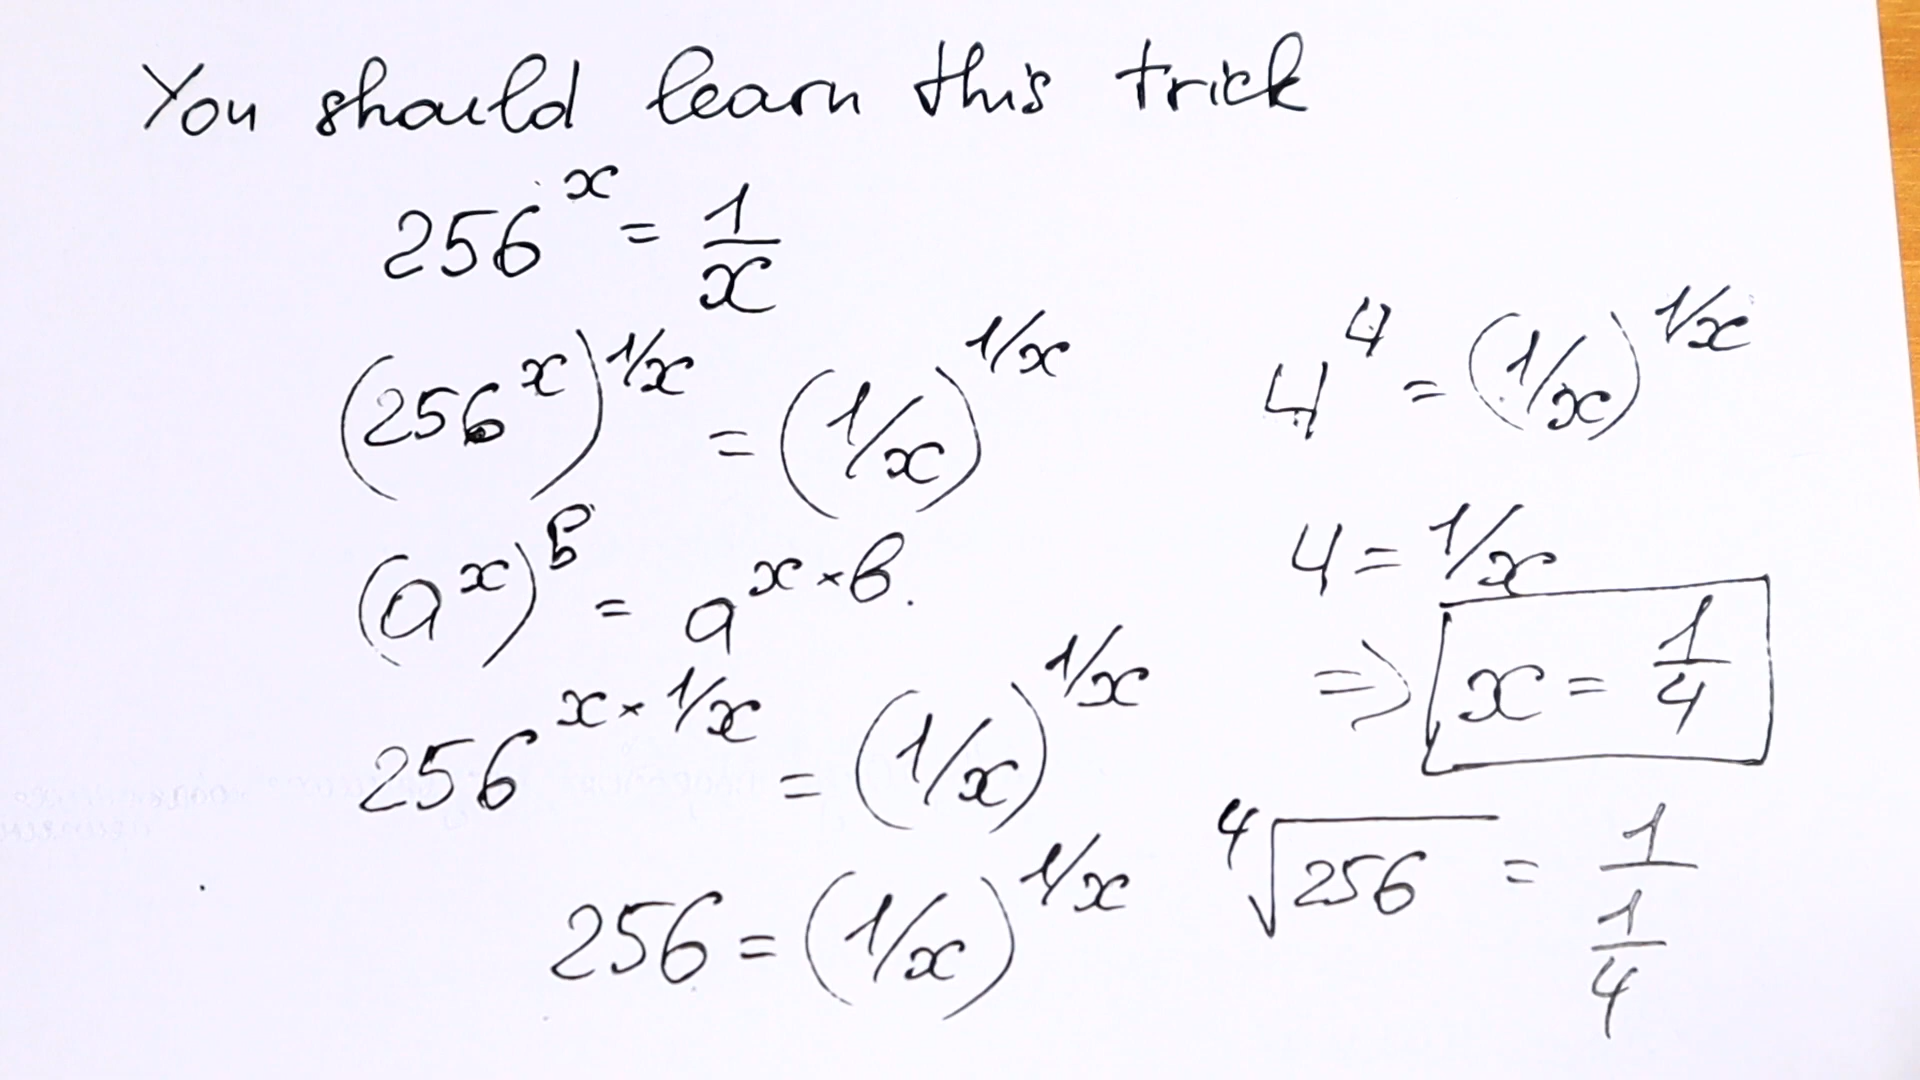 You should learn this trick
256^x = 1/x
(256^x)^1/x = (1/x)^1/x
(a^x)^b = a^x×b.
256^x×1/x = (1/x)^1/x
256 = (1/x)^1/x
4^4 = (1/x)^1/x
4 = 1/x
=> x = 1/4
⁴√256 = 1/(1/4)